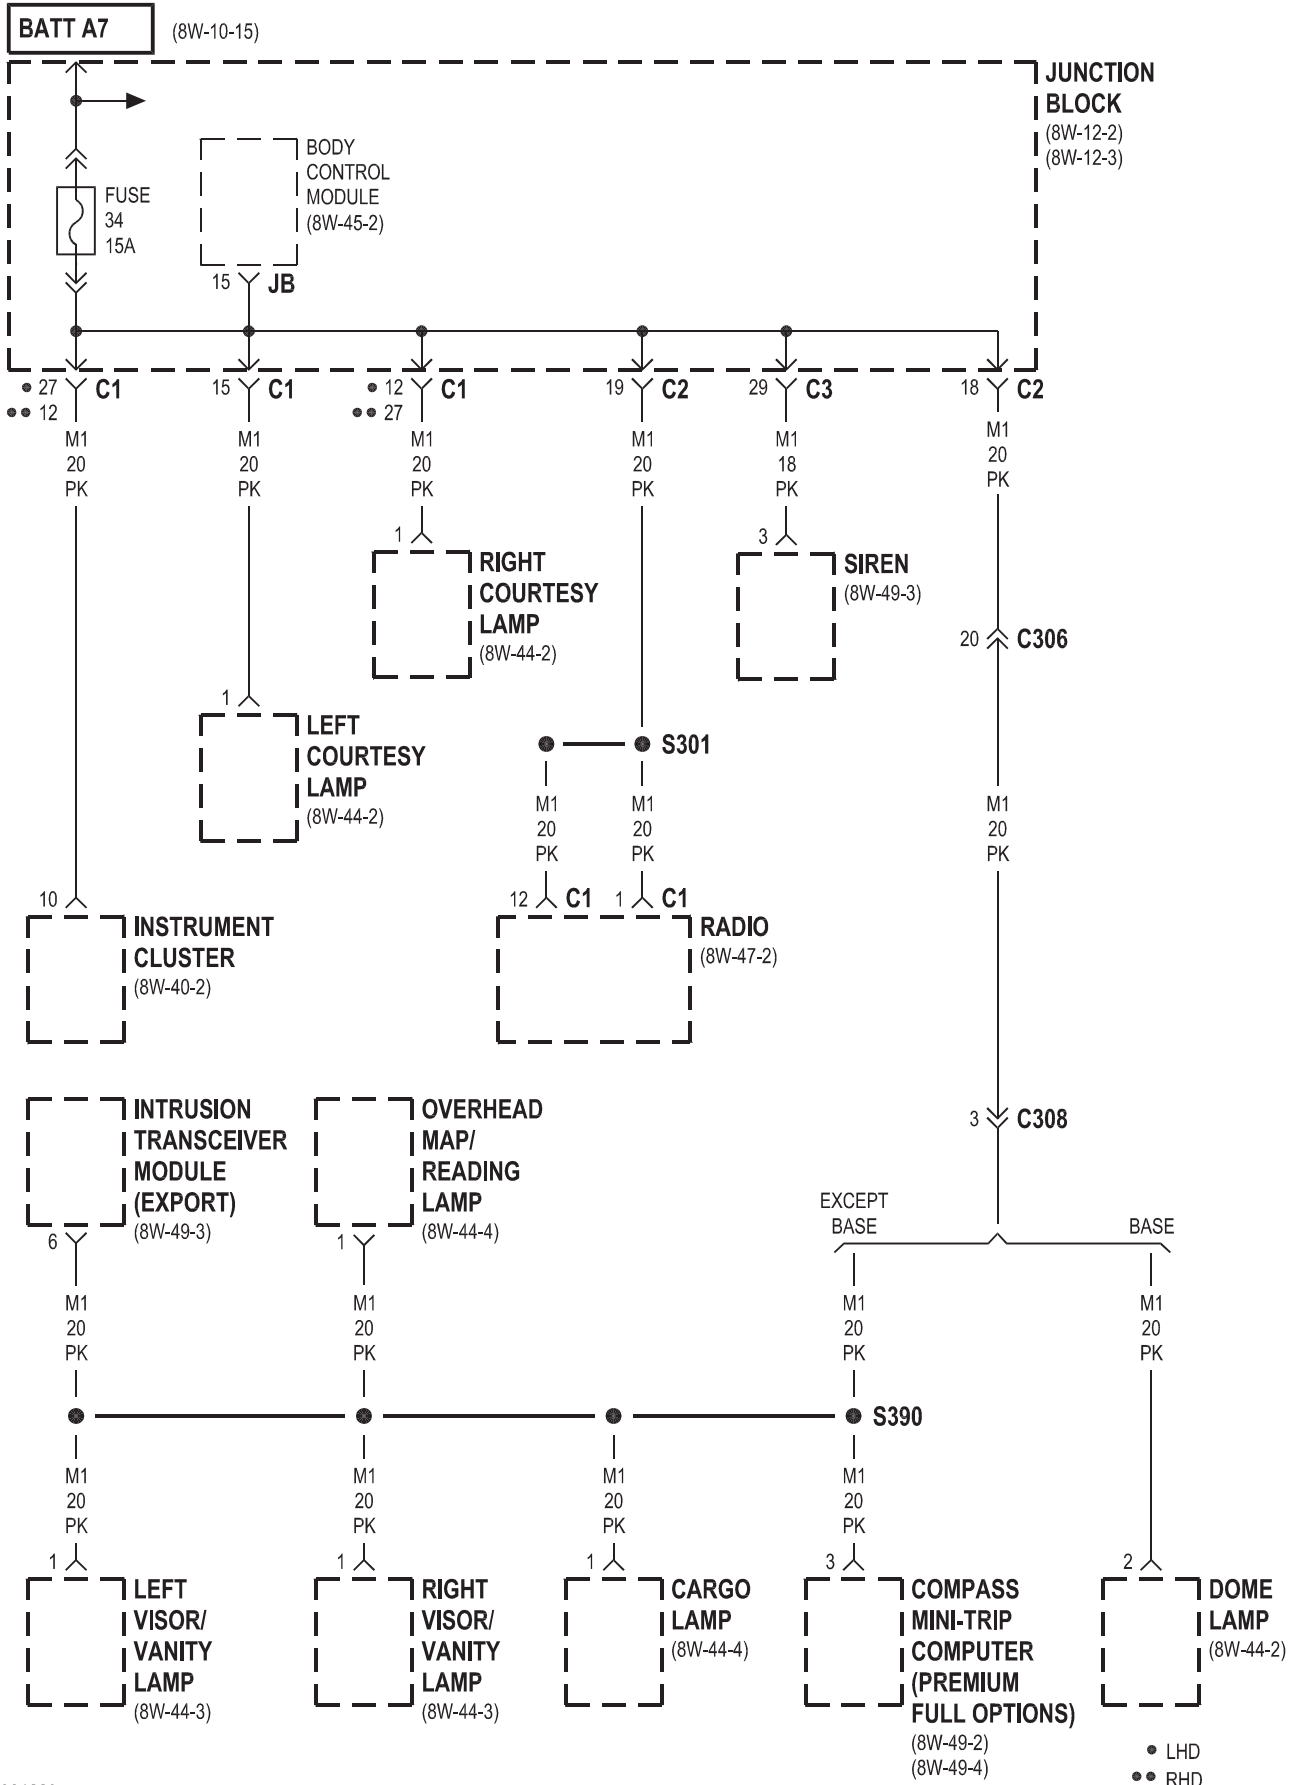 BATT A7
(8W-10-15)
JUNCTION
BLOCK
(8W-12-2)
(8W-12-3)
FUSE
34
15A
BODY
CONTROL
MODULE
(8W-45-2)
15 JB
27 C1
12
15 C1
12 C1
27
19 C2
29 C3
18 C2
M1
20
PK
M1
20
PK
M1
20
PK
M1
20
PK
M1
18
PK
M1
20
PK
1
RIGHT
COURTESY
LAMP
(8W-44-2)
3
SIREN
(8W-49-3)
20 C306
1
LEFT
COURTESY
LAMP
(8W-44-2)
S301
M1
20
PK
M1
20
PK
M1
20
PK
10
INSTRUMENT
CLUSTER
(8W-40-2)
12 C1
1 C1
RADIO
(8W-47-2)
3 C308
INTRUSION
TRANSCEIVER
MODULE
(EXPORT)
(8W-49-3)
6
OVERHEAD
MAP/
READING
LAMP
(8W-44-4)
1
EXCEPT
BASE
BASE
M1
20
PK
M1
20
PK
M1
20
PK
M1
20
PK
S390
M1
20
PK
M1
20
PK
M1
20
PK
M1
20
PK
1
LEFT
VISOR/
VANITY
LAMP
(8W-44-3)
1
RIGHT
VISOR/
VANITY
LAMP
(8W-44-3)
1
CARGO
LAMP
(8W-44-4)
3
COMPASS
MINI-TRIP
COMPUTER
(PREMIUM
FULL OPTIONS)
(8W-49-2)
(8W-49-4)
2
DOME
LAMP
(8W-44-2)
LHD
RHD